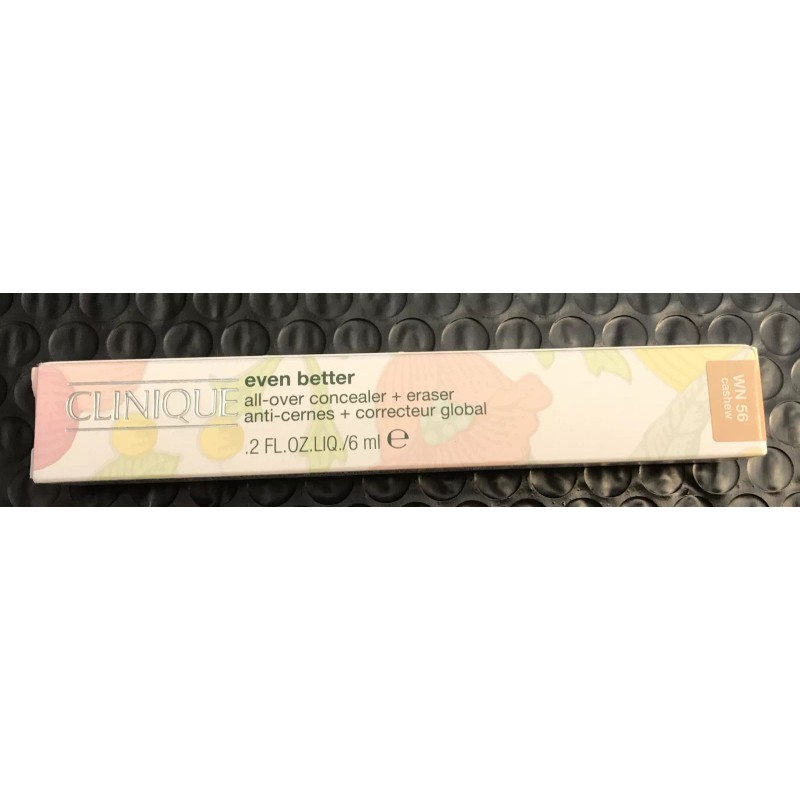 CLINIQUE
even better
all-over concealer + eraser
anti-cernes + correcteur global
.2 FL.OZ.LIQ./6 ml ℮
WN 56
cashew